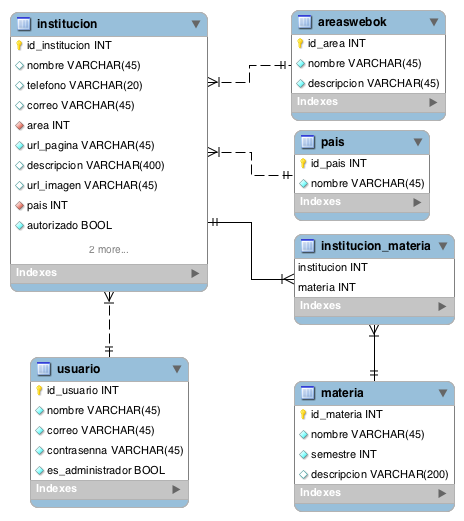 institucion
id_institucion INT
nombre VARCHAR(45)
telefono VARCHAR(20)
correo VARCHAR(45)
area INT
url_pagina VARCHAR(45)
descripcion VARCHAR(400)
url_imagen VARCHAR(45)
pais INT
autorizado BOOL
2 more...
Indexes
areaswebok
id_area INT
nombre VARCHAR(45)
descripcion VARCHAR(45)
Indexes
pais
id_pais INT
nombre VARCHAR(45)
Indexes
institucion_materia
institucion INT
materia INT
Indexes
usuario
id_usuario INT
nombre VARCHAR(45)
correo VARCHAR(45)
contrasenna VARCHAR(45)
es_administrador BOOL
Indexes
materia
id_materia INT
nombre VARCHAR(45)
semestre INT
descripcion VARCHAR(200)
Indexes